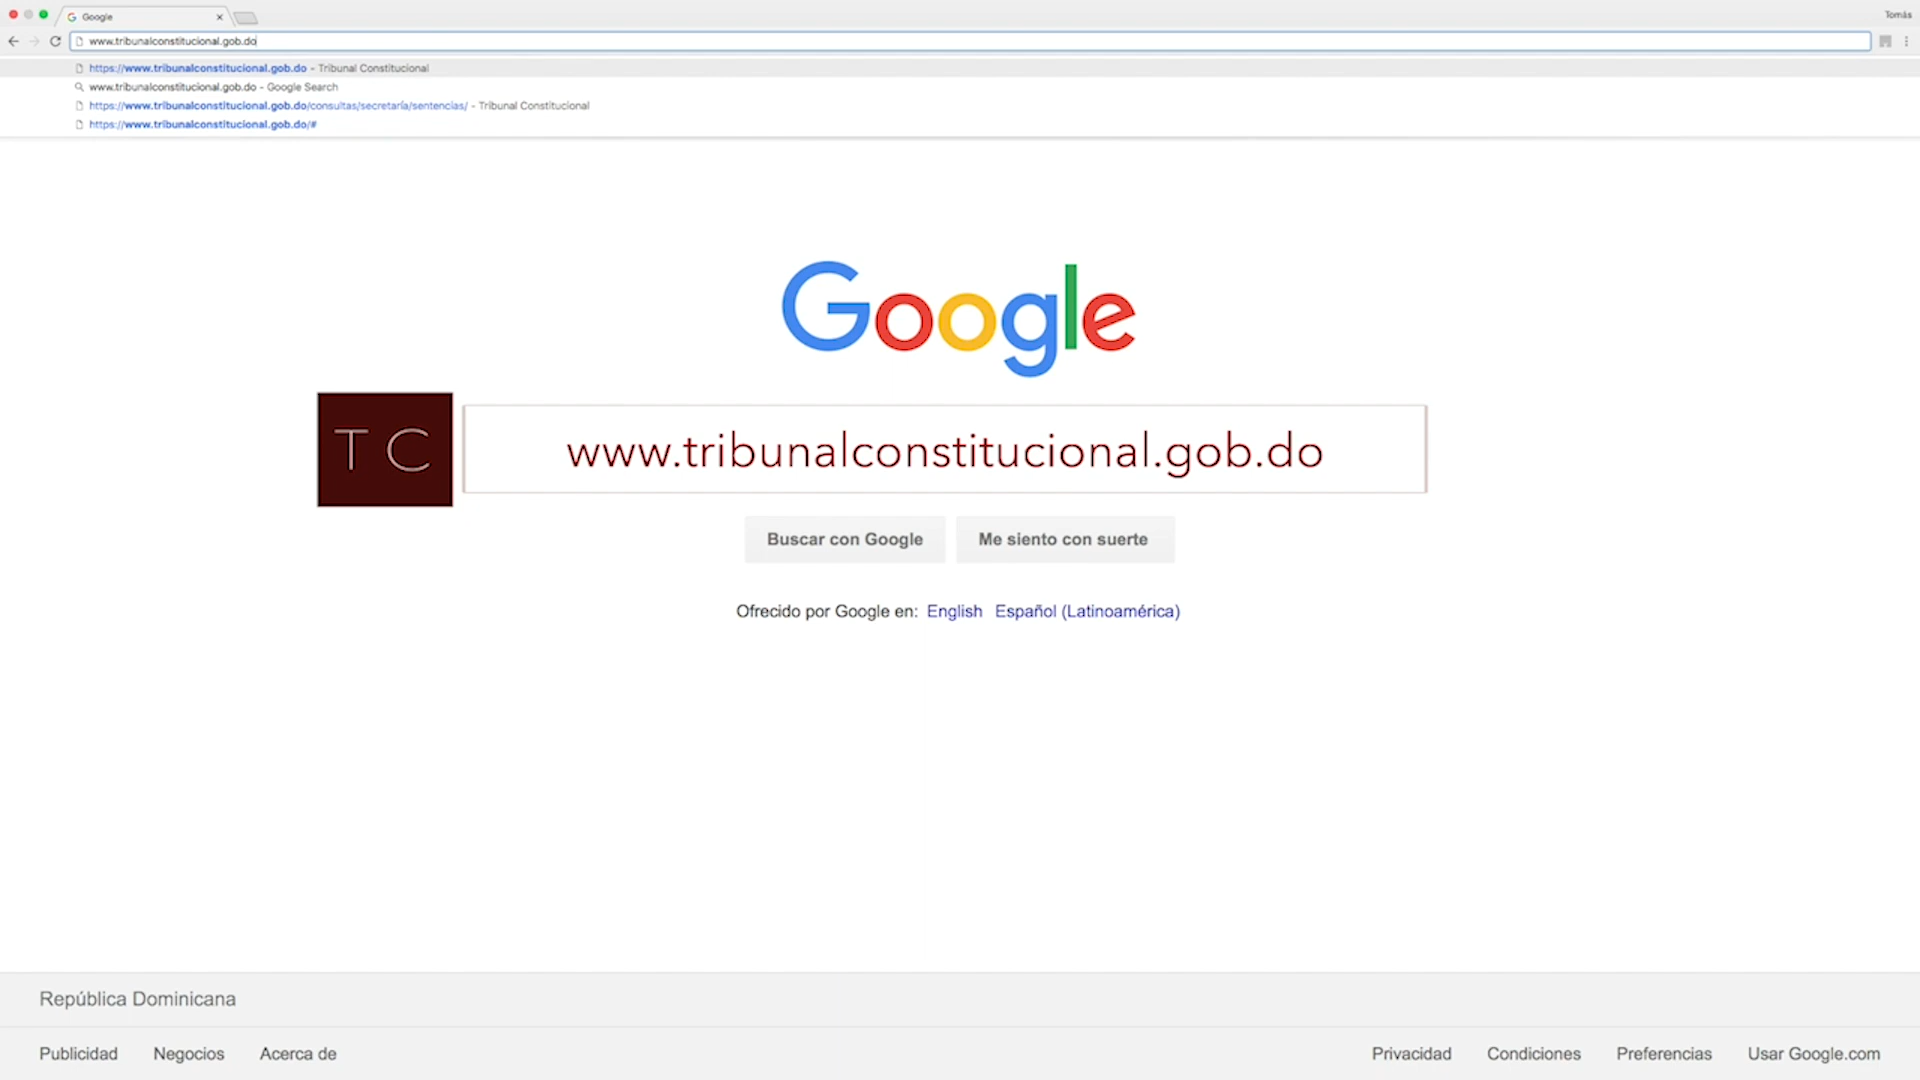 Google
Tomás
www.tribunalconstitucional.gob.do
https://www.tribunalconstitucional.gob.do - Tribunal Constitucional
www.tribunalconstitucional.gob.do - Google Search
https://www.tribunalconstitucional.gob.do/consultas/secretaría/sentencias/ - Tribunal Constitucional
https://www.tribunalconstitucional.gob.do/#
Google
TC www.tribunalconstitucional.gob.do
Buscar con Google Me siento con suerte
Ofrecido por Google en: English Español (Latinoamérica)
República Dominicana
Publicidad Negocios Acerca de Privacidad Condiciones Preferencias Usar Google.com